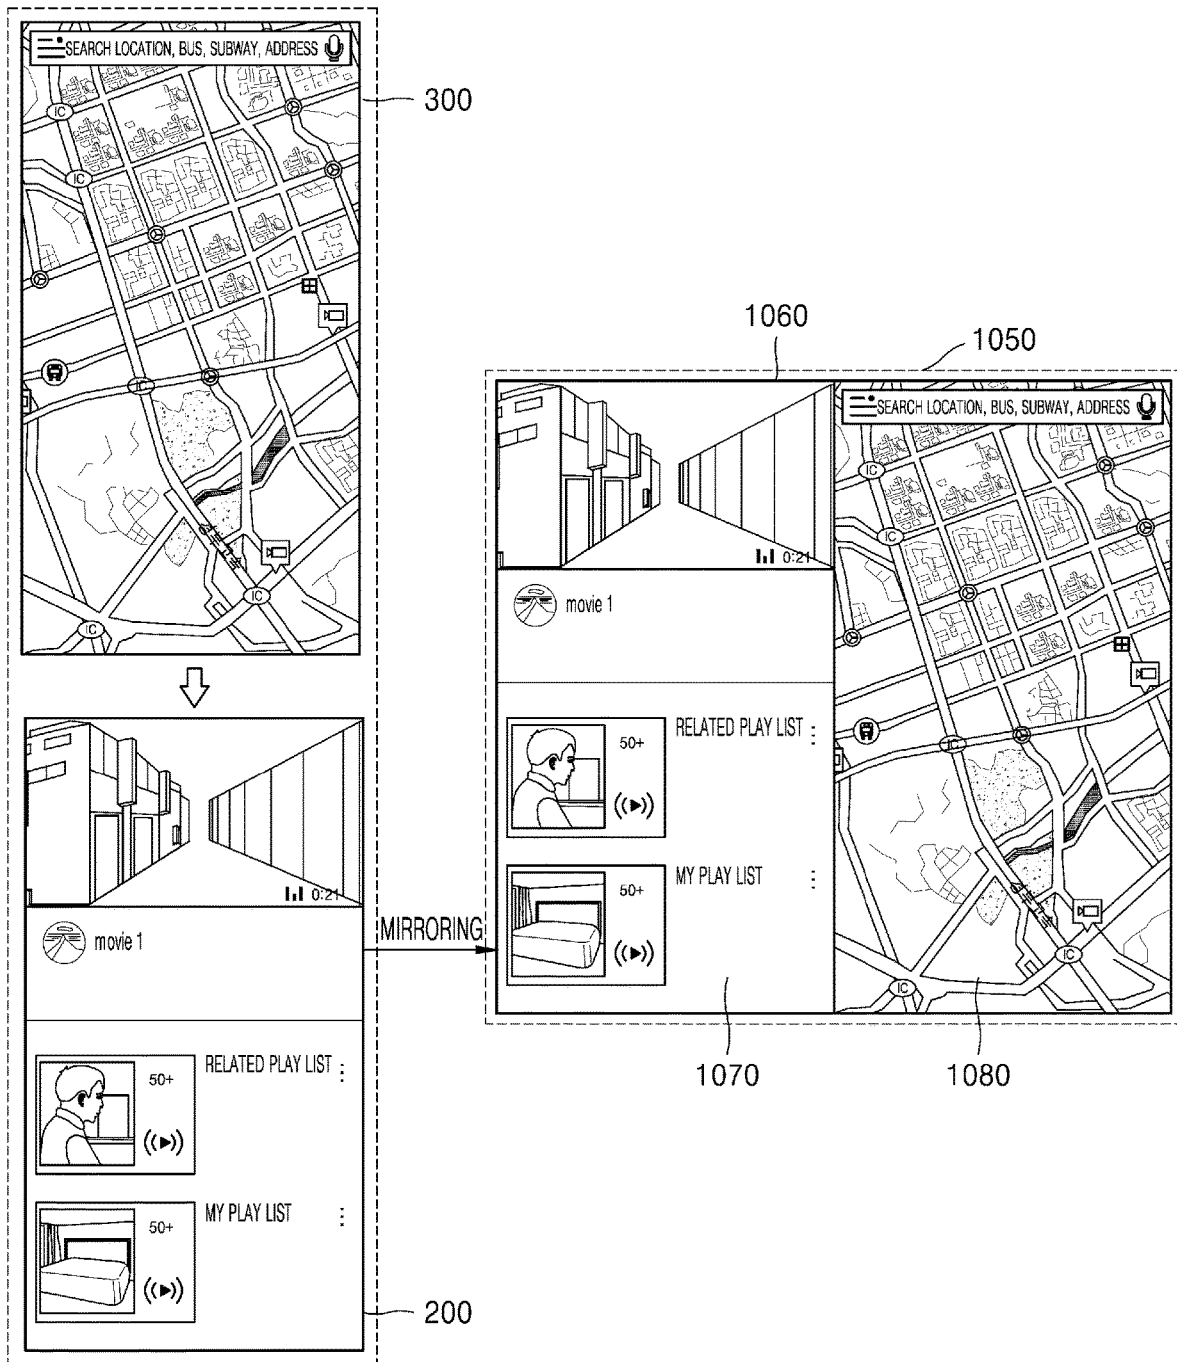 SEARCH LOCATION, BUS, SUBWAY, ADDRESS
300
IC
IC
IC
IC
IC
0:21
movie 1
50+
RELATED PLAY LIST
50+
MY PLAY LIST
200
MIRRORING
1060
1050
0:21
movie 1
50+
RELATED PLAY LIST
50+
MY PLAY LIST
1070
SEARCH LOCATION, BUS, SUBWAY, ADDRESS
IC
IC
IC
IC
IC
1080